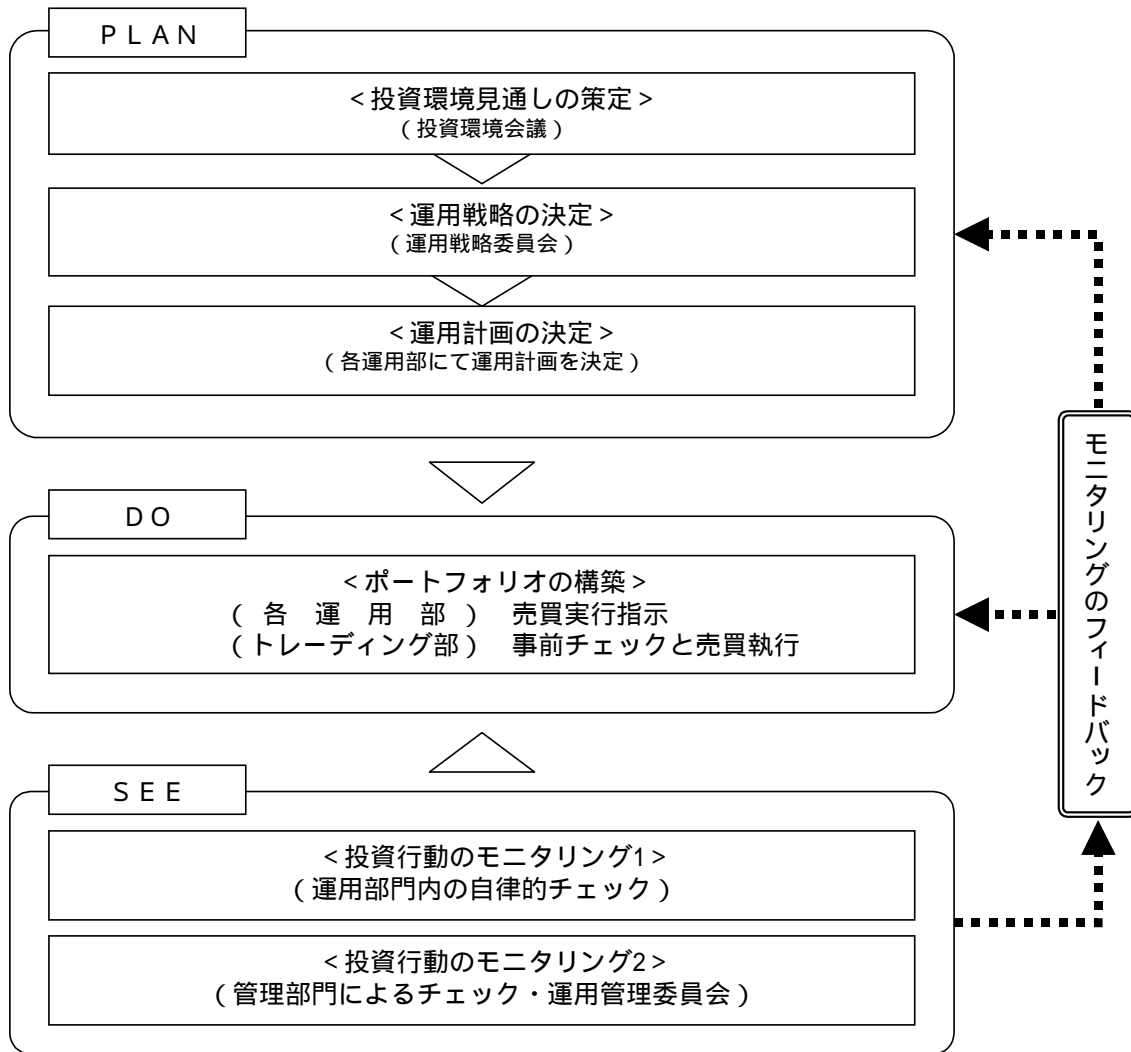 ＰＬＡＮ
＜投資環境見通しの策定＞
（投資環境会議）
＜運用戦略の決定＞
（運用戦略委員会）
＜運用計画の決定＞
（各運用部にて運用計画を決定）
ＤＯ
＜ポートフォリオの構築＞
（ 各　運　用　部 ）　売買実行指示
（トレーディング部）　事前チェックと売買執行
ＳＥＥ
＜投資行動のモニタリング1＞
（運用部門内の自律的チェック）
＜投資行動のモニタリング2＞
（管理部門によるチェック・運用管理委員会）
モニタリングのフィードバック